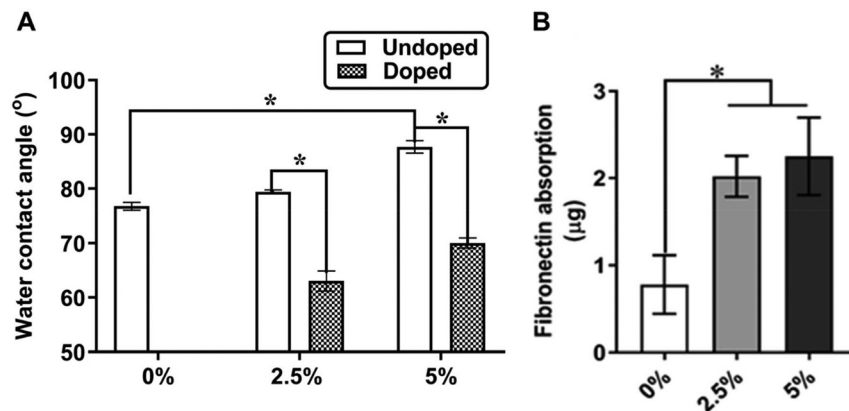 A
Undoped
Doped
Water contact angle (º)
100
90
80
70
60
50
*
*
*
0%
2.5%
5%
B
Fibronectin absorption
(µg)
3
2
1
0
*
0%
2.5%
5%